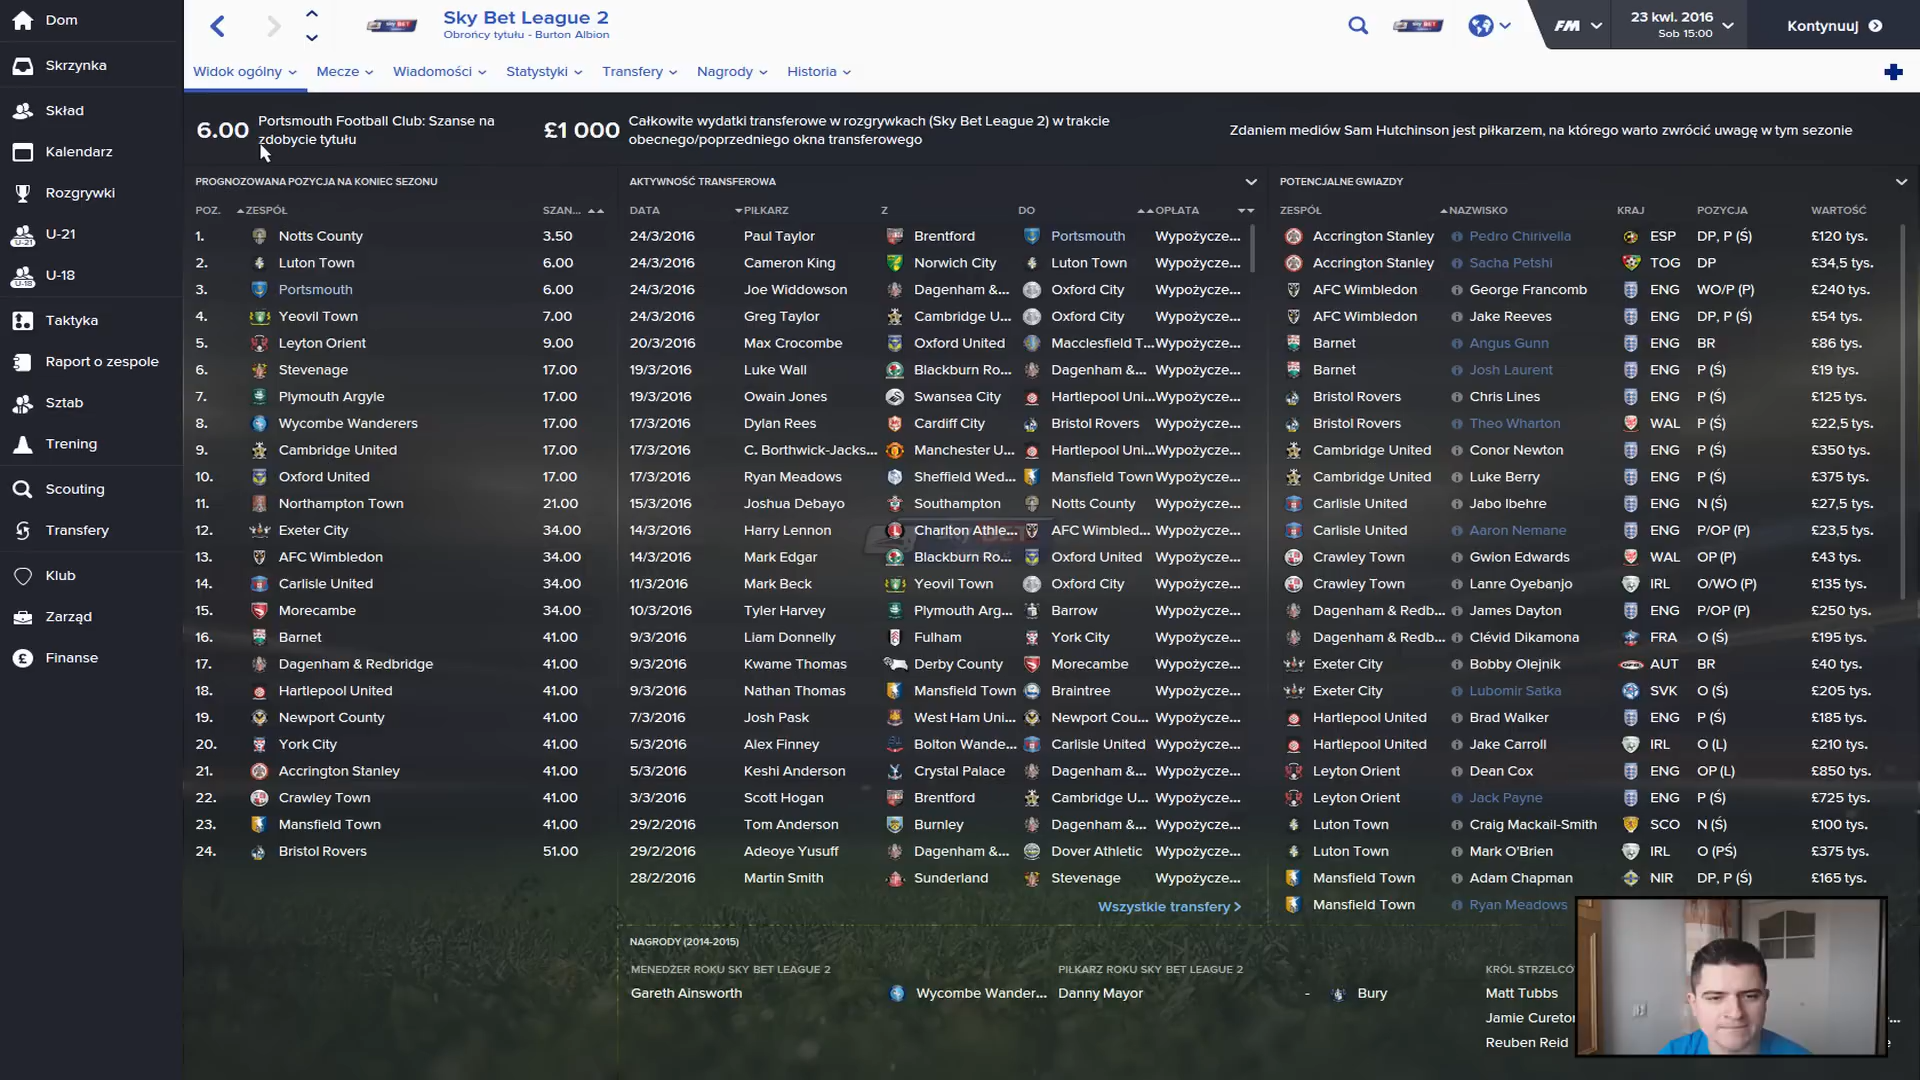 Dom
Skrzynka
Skład
Kalendarz
Rozgrywki
U-21
U-18
Taktyka
Raport o zespole
Sztab
Trening
Scouting
Transfery
Klub
Zarząd
Finanse
Sky Bet League 2
Obrońcy tytułu - Burton Albion
FM
23 kwi. 2016
Sob 15:00
Kontynuuj
Widok ogólny Mecze Wiadomości Statystyki Transfery Nagrody Historia
6.00 Portsmouth Football Club: Szanse na
zdobycie tytułu
£1 000 Całkowite wydatki transferowe w rozgrywkach (Sky Bet League 2) w trakcie
obecnego/poprzedniego okna transferowego
Zdaniem mediów Sam Hutchinson jest piłkarzem, na którego warto zwrócić uwagę w tym sezonie
PROGNOZOWANA POZYCJA NA KONIEC SEZONU
POZ. ZESPÓŁ SZAN...
1. Notts County 3.50
2. Luton Town 6.00
3. Portsmouth 6.00
4. Yeovil Town 7.00
5. Leyton Orient 9.00
6. Stevenage 17.00
7. Plymouth Argyle 17.00
8. Wycombe Wanderers 17.00
9. Cambridge United 17.00
10. Oxford United 17.00
11. Northampton Town 21.00
12. Exeter City 34.00
13. AFC Wimbledon 34.00
14. Carlisle United 34.00
15. Morecambe 34.00
16. Barnet 41.00
17. Dagenham & Redbridge 41.00
18. Hartlepool United 41.00
19. Newport County 41.00
20. York City 41.00
21. Accrington Stanley 41.00
22. Crawley Town 41.00
23. Mansfield Town 41.00
24. Bristol Rovers 51.00
AKTYWNOŚĆ TRANSFEROWA
DATA PIŁKARZ Z DO OPŁATA
24/3/2016 Paul Taylor Brentford Portsmouth Wypożycze...
24/3/2016 Cameron King Norwich City Luton Town Wypożycze...
24/3/2016 Joe Widdowson Dagenham &... Oxford City Wypożycze...
24/3/2016 Greg Taylor Cambridge U... Oxford City Wypożycze...
20/3/2016 Max Crocombe Oxford United Macclesfield T... Wypożycze...
19/3/2016 Luke Wall Blackburn Ro... Dagenham &... Wypożycze...
19/3/2016 Owain Jones Swansea City Hartlepool Uni... Wypożycze...
17/3/2016 Dylan Rees Cardiff City Bristol Rovers Wypożycze...
17/3/2016 C. Borthwick-Jacks... Manchester U... Hartlepool Uni... Wypożycze...
17/3/2016 Ryan Meadows Sheffield Wed... Mansfield Town Wypożycze...
15/3/2016 Joshua Debayo Southampton Notts County Wypożycze...
14/3/2016 Harry Lennon Charlton Athle... AFC Wimbled... Wypożycze...
14/3/2016 Mark Edgar Blackburn Ro... Oxford United Wypożycze...
11/3/2016 Mark Beck Yeovil Town Oxford City Wypożycze...
10/3/2016 Tyler Harvey Plymouth Arg... Barrow Wypożycze...
9/3/2016 Liam Donnelly Fulham York City Wypożycze...
9/3/2016 Kwame Thomas Derby County Morecambe Wypożycze...
9/3/2016 Nathan Thomas Mansfield Town Braintree Wypożycze...
7/3/2016 Josh Pask West Ham Uni... Newport Cou... Wypożycze...
5/3/2016 Alex Finney Bolton Wande... Carlisle United Wypożycze...
5/3/2016 Keshi Anderson Crystal Palace Dagenham &... Wypożycze...
3/3/2016 Scott Hogan Brentford Cambridge U... Wypożycze...
29/2/2016 Tom Anderson Burnley Dagenham &... Wypożycze...
29/2/2016 Adeoye Yusuff Dagenham &... Dover Athletic Wypożycze...
28/2/2016 Martin Smith Sunderland Stevenage Wypożycze...
Wszystkie transfery >
POTENCJALNE GWIAZDY
ZESPÓŁ NAZWISKO KRAJ POZYCJA WARTOŚĆ
Accrington Stanley Pedro Chirivella ESP DP, P (Ś) £120 tys.
Accrington Stanley Sacha Petshi TOG DP £34,5 tys.
AFC Wimbledon George Francomb ENG WO/P (P) £240 tys.
AFC Wimbledon Jake Reeves ENG DP, P (Ś) £54 tys.
Barnet Angus Gunn ENG BR £86 tys.
Barnet Josh Laurent ENG P (Ś) £19 tys.
Bristol Rovers Chris Lines ENG P (Ś) £125 tys.
Bristol Rovers Theo Wharton WAL P (Ś) £22,5 tys.
Cambridge United Conor Newton ENG P (Ś) £350 tys.
Cambridge United Luke Berry ENG P (Ś) £375 tys.
Carlisle United Jabo Ibehre ENG N (Ś) £27,5 tys.
Carlisle United Aaron Nemane ENG P/OP (P) £23,5 tys.
Crawley Town Gwion Edwards WAL OP (P) £43 tys.
Crawley Town Lanre Oyebanjo IRL O/WO (P) £135 tys.
Dagenham & Redb... James Dayton ENG P/OP (P) £250 tys.
Dagenham & Redb... Clévid Dikamona FRA O (Ś) £195 tys.
Exeter City Bobby Olejnik AUT BR £40 tys.
Exeter City Lubomir Satka SVK O (Ś) £205 tys.
Hartlepool United Brad Walker ENG P (Ś) £185 tys.
Hartlepool United Jake Carroll IRL O (L) £210 tys.
Leyton Orient Dean Cox ENG OP (L) £850 tys.
Leyton Orient Jack Payne ENG P (Ś) £725 tys.
Luton Town Craig Mackail-Smith SCO N (Ś) £100 tys.
Luton Town Mark O'Brien IRL O (PŚ) £375 tys.
Mansfield Town Adam Chapman NIR DP, P (Ś) £165 tys.
Mansfield Town Ryan Meadows
NAGRODY (2014-2015)
MENEDŻER ROKU SKY BET LEAGUE 2
Gareth Ainsworth Wycombe Wander...
PIŁKARZ ROKU SKY BET LEAGUE 2
Danny Mayor - Bury
KRÓL STRZELCÓ
Matt Tubbs
Jamie Cureton
Reuben Reid